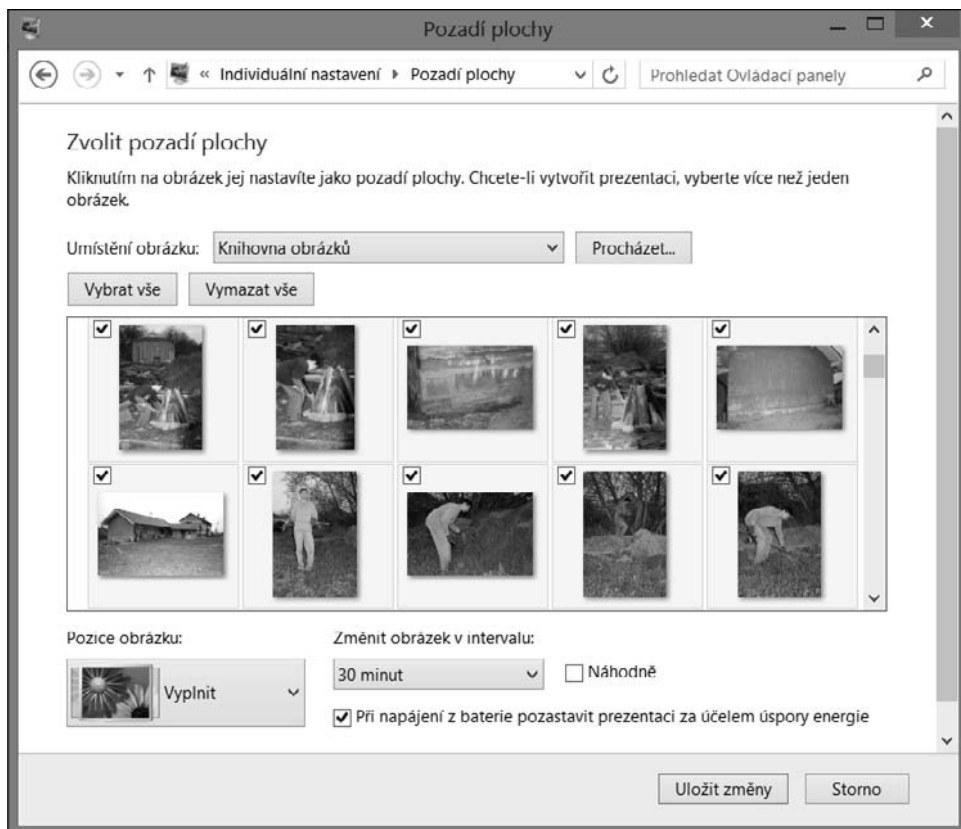 Pozadí plochy
« Individuální nastavení Pozadí plochy
Prohledat Ovládací panely
Zvolit pozadí plochy
Kliknutím na obrázek jej nastavíte jako pozadí plochy. Chcete-li vytvořit prezentaci, vyberte více než jeden
obrázek.
Umístění obrázku: Knihovna obrázků Procházet...
Vybrat vše Vymazat vše
Pozice obrázku: Změnit obrázek v intervalu:
Vyplnit 30 minut Náhodně
Při napájení z baterie pozastavit prezentaci za účelem úspory energie
Uložit změny Storno